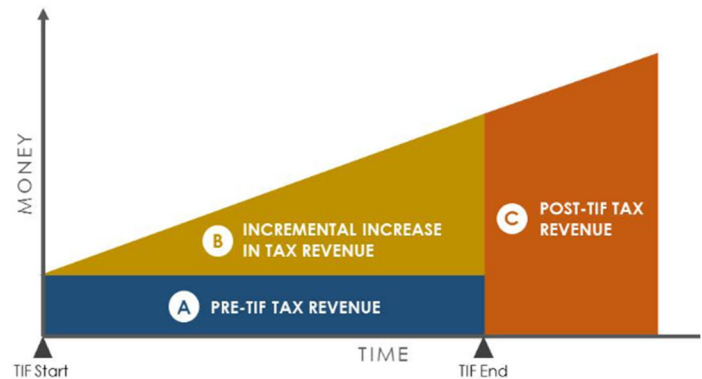 MONEY
B
INCREMENTAL INCREASE
IN TAX REVENUE
C
POST-TIF TAX
REVENUE
A
PRE-TIF TAX REVENUE
TIF Start
TIME
TIF End